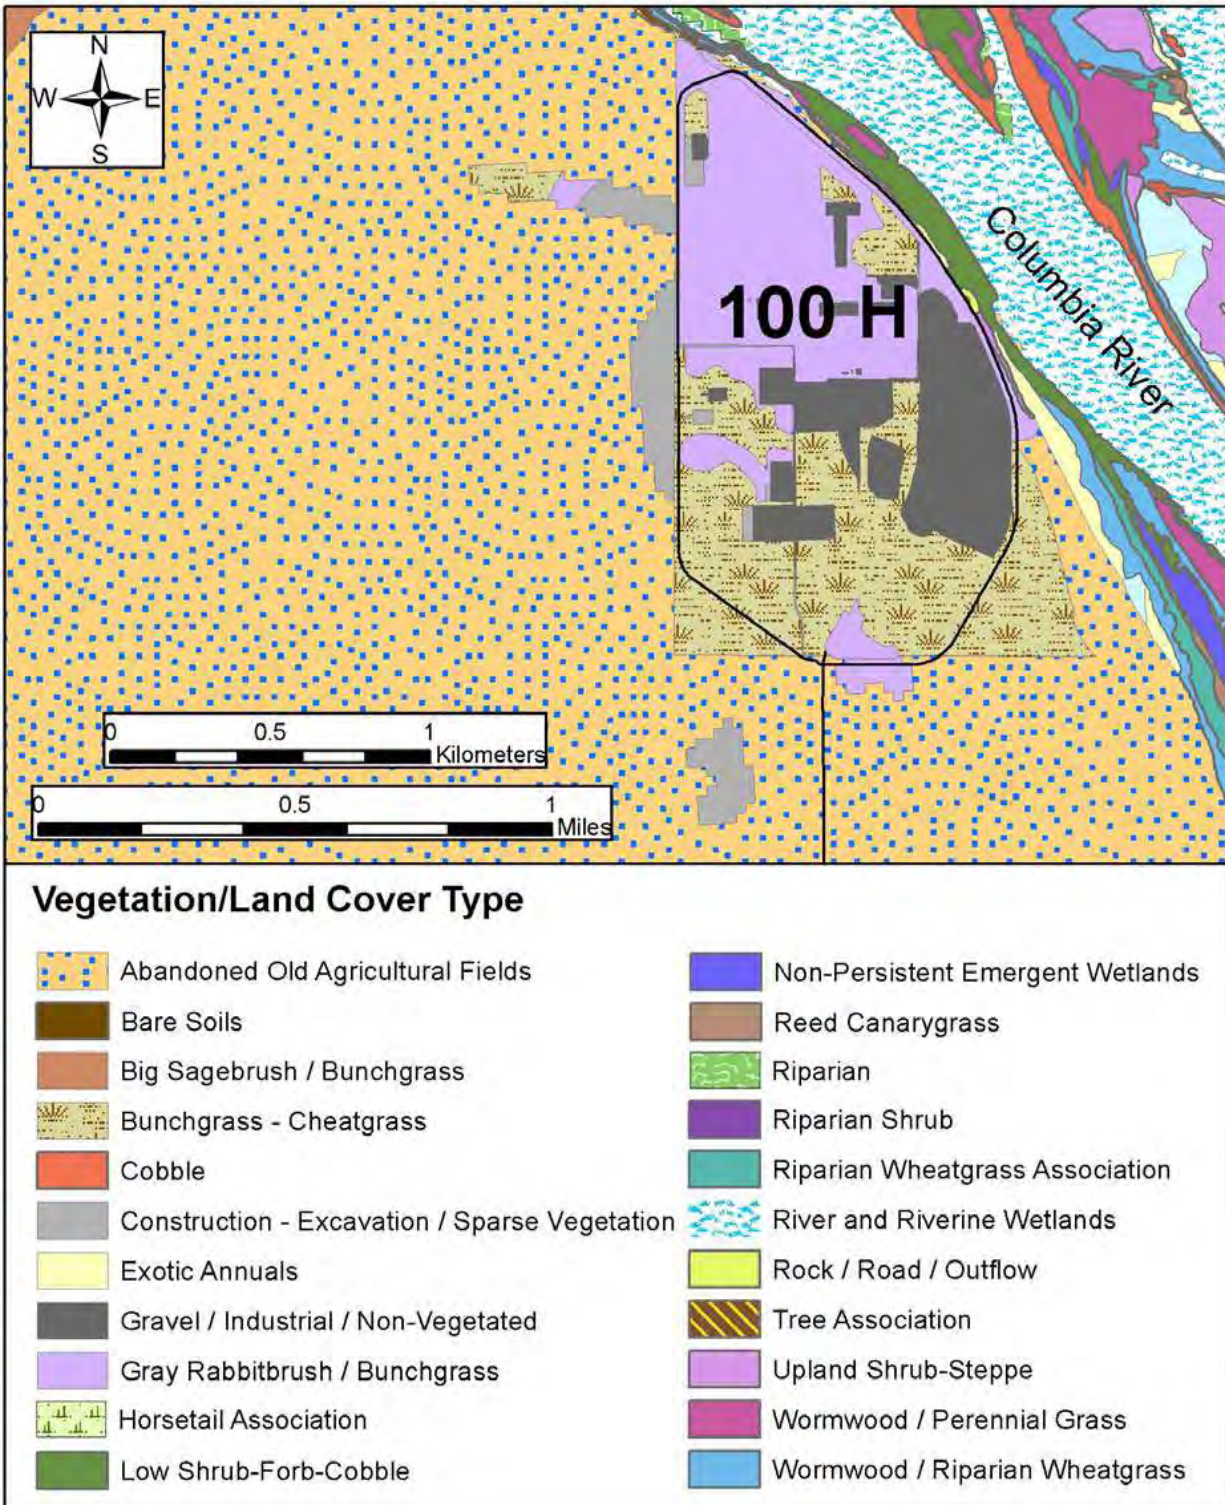 N
W E
S
100 H
Columbia River
0 0.5 1
Kilometers
0 0.5 1
Miles
Vegetation/Land Cover Type
Abandoned Old Agricultural Fields
Bare Soils
Big Sagebrush / Bunchgrass
Bunchgrass - Cheatgrass
Cobble
Construction - Excavation / Sparse Vegetation
Exotic Annuals
Gravel / Industrial / Non-Vegetated
Gray Rabbitbrush / Bunchgrass
Horsetail Association
Low Shrub-Forb-Cobble
Non-Persistent Emergent Wetlands
Reed Canarygrass
Riparian
Riparian Shrub
Riparian Wheatgrass Association
River and Riverine Wetlands
Rock / Road / Outflow
Tree Association
Upland Shrub-Steppe
Wormwood / Perennial Grass
Wormwood / Riparian Wheatgrass